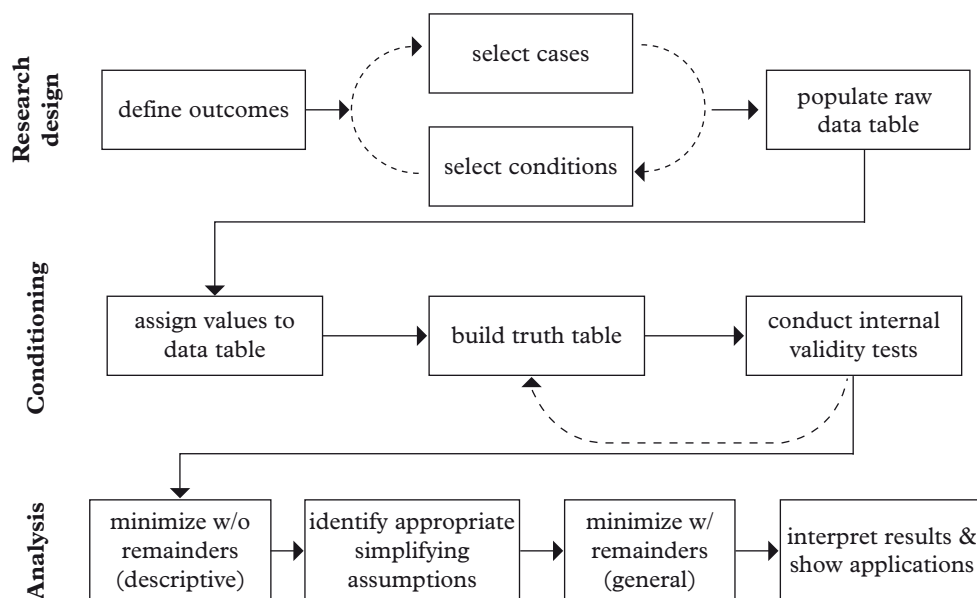 Research
design
define outcomes
select cases
select conditions
populate raw
data table
Conditioning
assign values to
data table
build truth table
conduct internal
validity tests
Analysis
minimize w/o
remainders
(descriptive)
identify appropriate
simplifying
assumptions
minimize w/
remainders
(general)
interpret results &
show applications